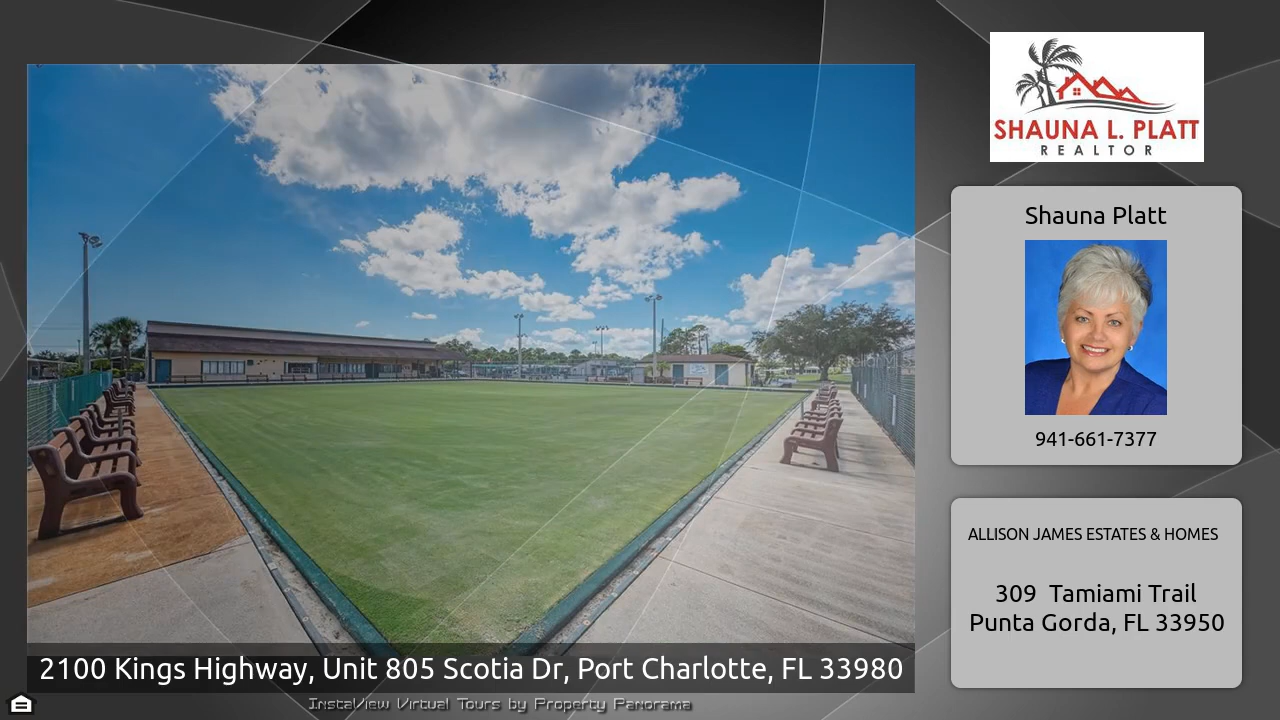 SHAUNA L. PLATT
REALTOR
Shauna Platt
941-661-7377
ALLISON JAMES ESTATES & HOMES
309 Tamiami Trail
Punta Gorda, FL 33950
2100 Kings Highway, Unit 805 Scotia Dr, Port Charlotte, FL 33980
InstaView Virtual Tours by Property Panorama